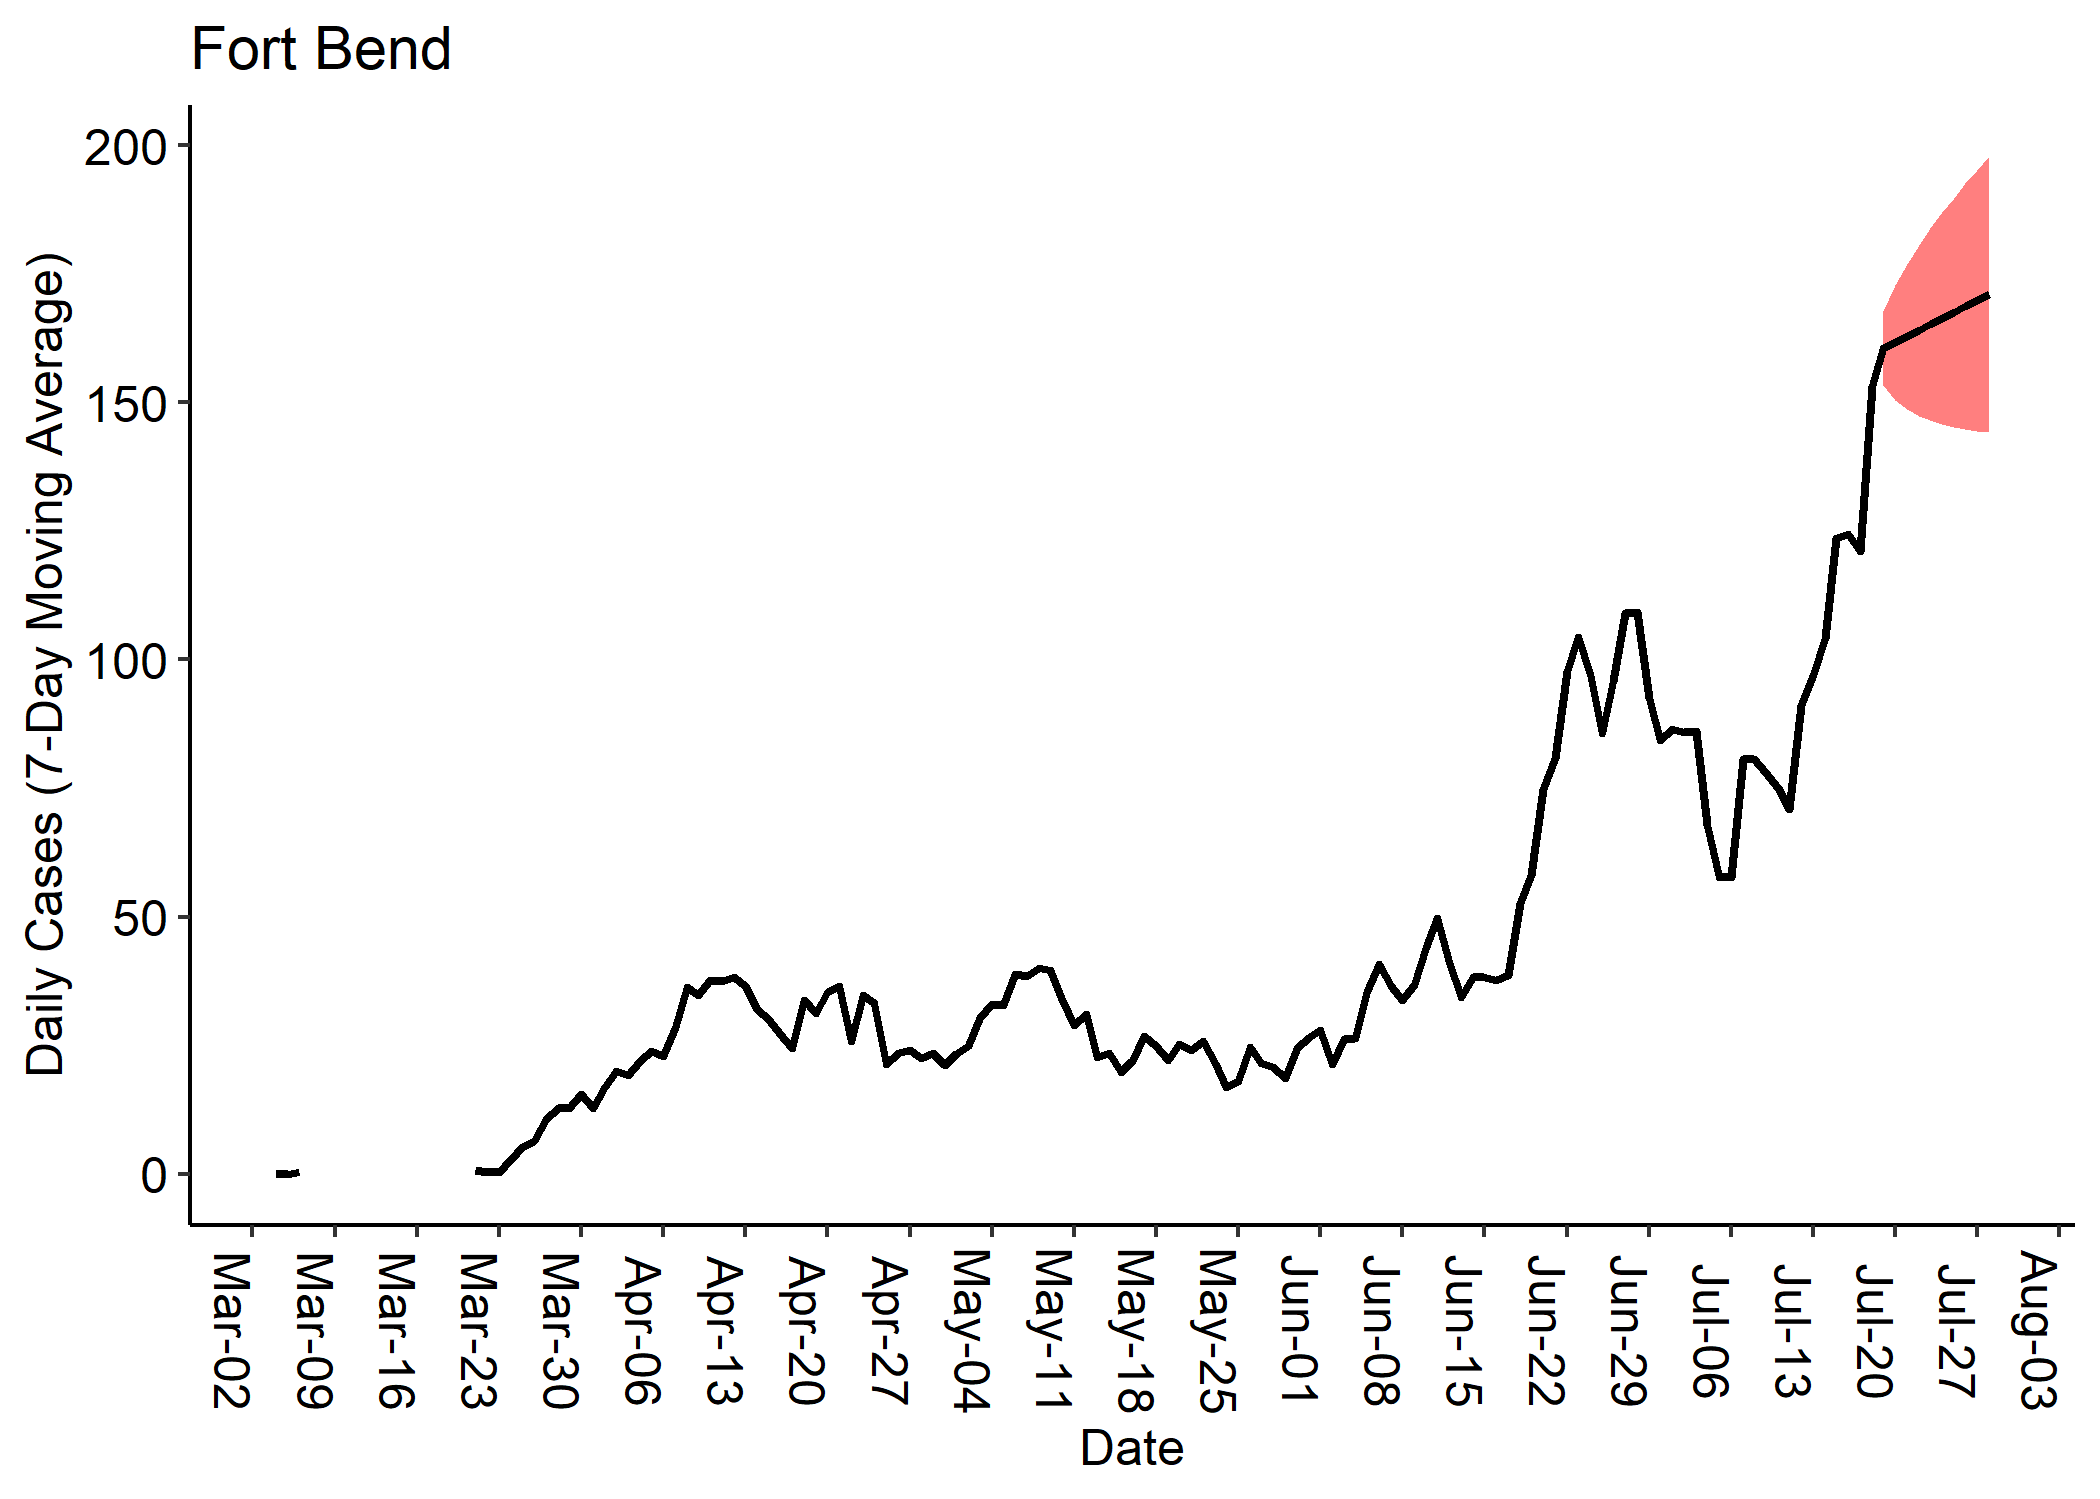 Fort Bend
Daily Cases (7-Day Moving Average)
200
150
100
50
0
Mar-02
Mar-09
Mar-16
Mar-23
Mar-30
Apr-06
Apr-13
Apr-20
Apr-27
May-04
May-11
May-18
May-25
Jun-01
Jun-08
Jun-15
Jun-22
Jun-29
Jul-06
Jul-13
Jul-20
Jul-27
Aug-03
Date